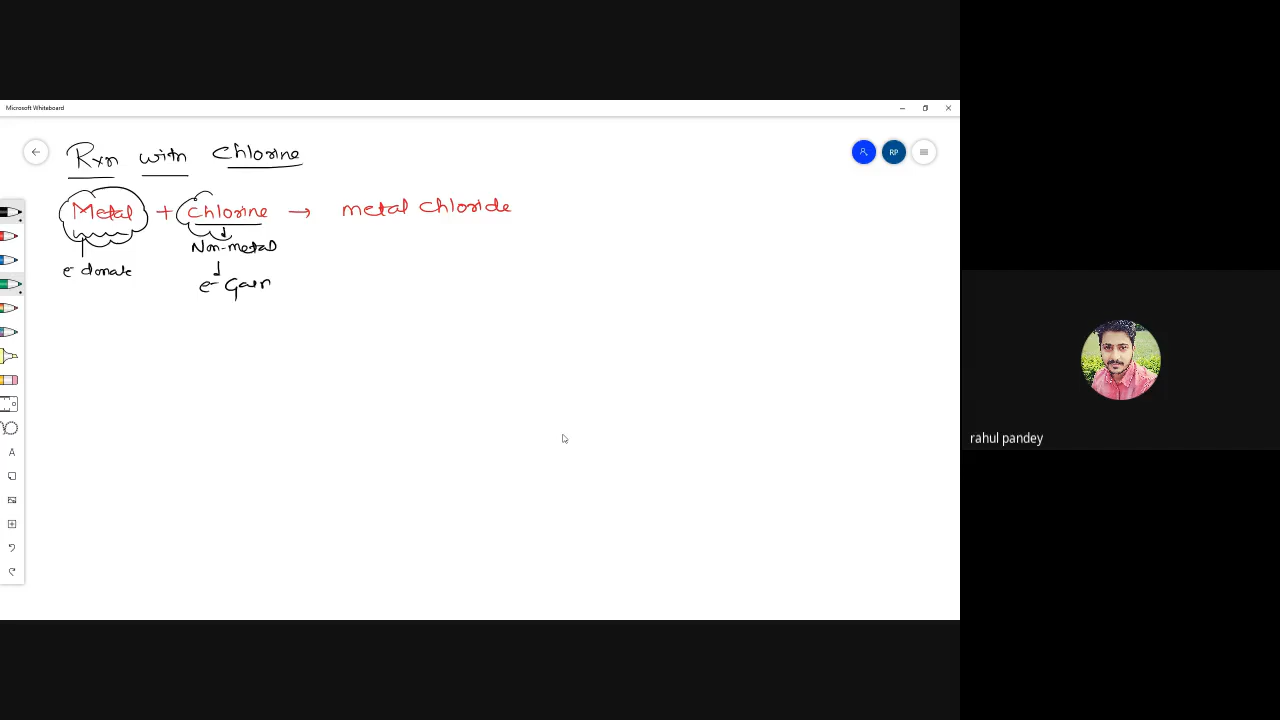 Microsoft Whiteboard
Rxn with Chlorine
RP
Metal + Chlorine → metal Chloride
Non-metal
e- donate
e- Gain
A
rahul pandey